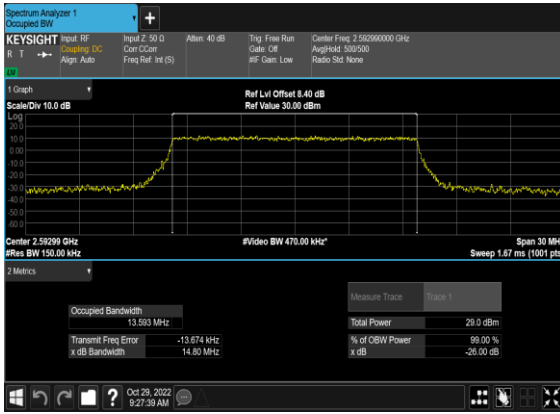 Spectrum Analyzer 1
Occupied BW
KEYSIGHT
R T
LW
Input: RF
Coupling: DC
Align: Auto
Input Z: 50 Ω
Corr CCorr
Freq Ref: Int (S)
Atten: 40 dB
Trig: Free Run
Gate: Off
#IF Gain: Low
Center Freq: 2.592990000 GHz
Avg|Hold: 500/500
Radio Std: None
1 Graph
Scale/Div 10.0 dB
Ref Lvl Offset 8.40 dB
Ref Value 30.00 dBm
Log
20.0
10.0
0.00
-10.0
-20.0
-30.0
-40.0
-50.0
-60.0
Center 2.59299 GHz
#Res BW 150.00 kHz
#Video BW 470.00 kHz*
Span 30 MH
Sweep 1.67 ms (1001 pts
2 Metrics
Measure Trace
Trace 1
Occupied Bandwidth
13.593 MHz
Total Power
29.0 dBm
Transmit Freq Error
-13.674 kHz
% of OBW Power
99.00 %
x dB Bandwidth
14.80 MHz
x dB
-26.00 dB
?
Oct 29, 2022
9:27:39 AM